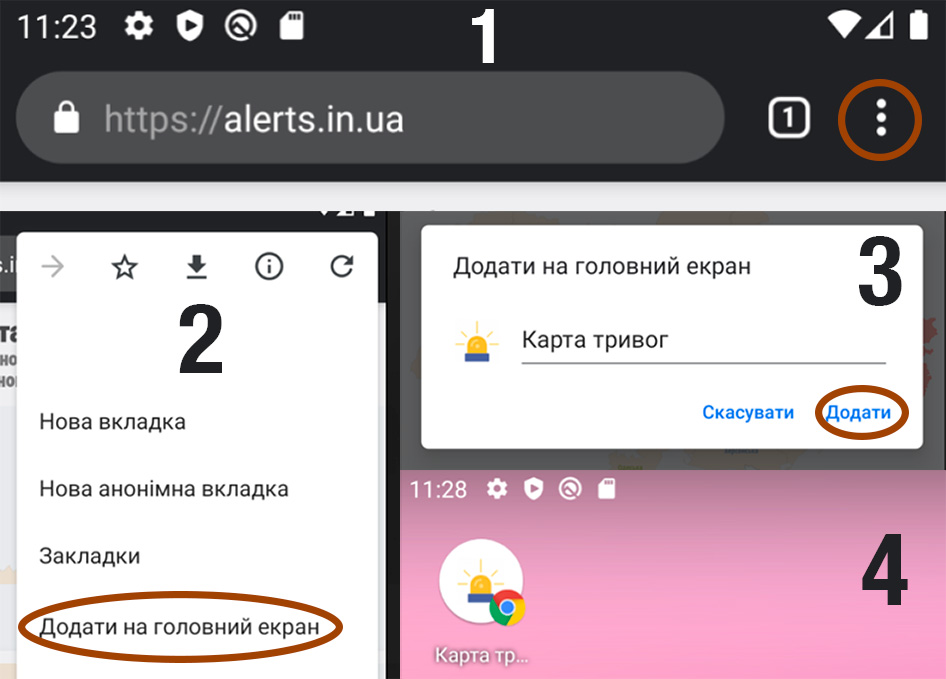 11:23
1
https://alerts.in.ua
1
2
Нова вкладка
Нова анонімна вкладка
Закладки
Додати на головний екран
3
Додати на головний екран
Карта тривог
Скасувати Додати
11:28
4
Карта тр...